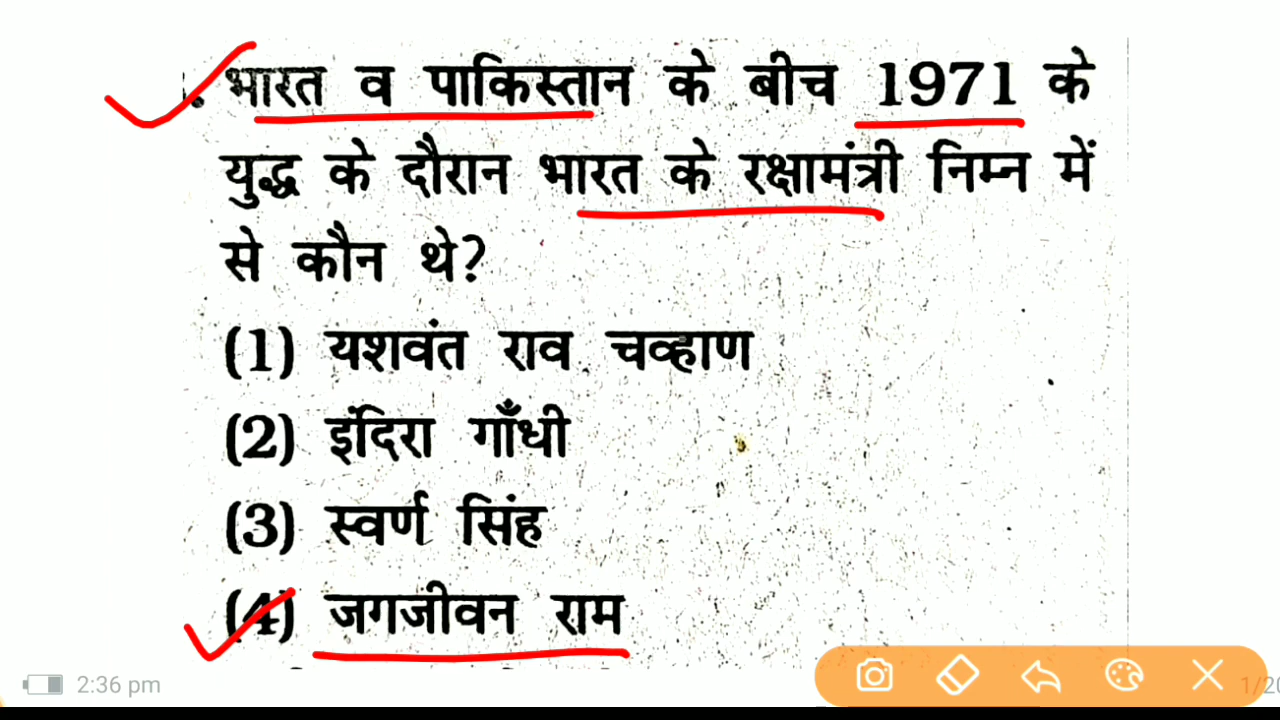 भारत व पाकिस्तान के बीच 1971 के
युद्ध के दौरान भारत के रक्षामंत्री निम्न में
से कौन थे?
(1) यशवंत राव चव्हाण
(2) इंदिरा गाँधी
(3) स्वर्ण सिंह
(4) जगजीवन राम
2:36 pm